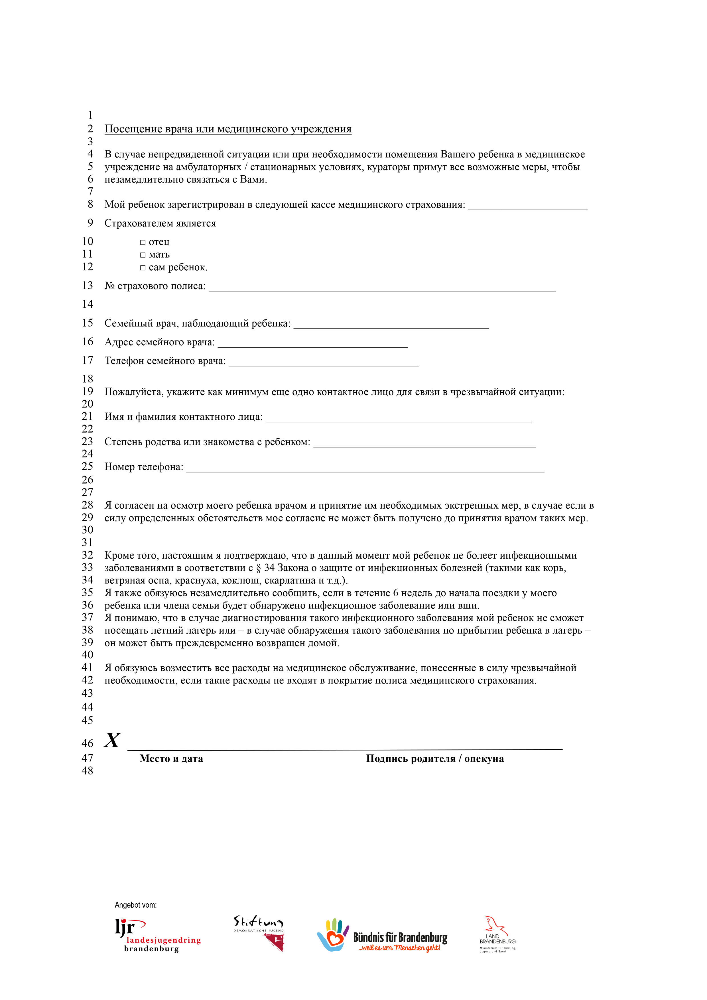 1
2 Посещение врача или медицинского учреждения
3
4 В случае непредвиденной ситуации или при необходимости помещения Вашего ребенка в медицинское
5 учреждение на амбулаторных / стационарных условиях, кураторы примут все возможные меры, чтобы
6 незамедлительно связаться с Вами.
7
8 Мой ребенок зарегистрирован в следующей кассе медицинского страхования: ______________________
9 Страхователем является
10 □ отец
11 □ мать
12 □ сам ребенок.
13 № страхового полиса: ________________________________________________________________
14
15 Семейный врач, наблюдающий ребенка: ____________________________________
16 Адрес семейного врача: ___________________________________
17 Телефон семейного врача: ___________________________________
18
19 Пожалуйста, укажите как минимум еще одно контактное лицо для связи в чрезвычайной ситуации:
20
21 Имя и фамилия контактного лица: _________________________________________________
22
23 Степень родства или знакомства с ребенком: _________________________________________
24
25 Номер телефона: __________________________________________________________________
26
27
28 Я согласен на осмотр моего ребенка врачом и принятие им необходимых экстренных мер, в случае если в
29 силу определенных обстоятельств мое согласие не может быть получено до принятия врачом таких мер.
30
31
32 Кроме того, настоящим я подтверждаю, что в данный момент мой ребенок не болеет инфекционными
33 заболеваниями в соответствии с § 34 Закона о защите от инфекционных болезней (такими как корь,
34 ветряная оспа, краснуха, коклюш, скарлатина и т.д.).
35 Я также обязуюсь незамедлительно сообщить, если в течение 6 недель до начала поездки у моего
36 ребенка или члена семьи будет обнаружено инфекционное заболевание или вши.
37 Я понимаю, что в случае диагностирования такого инфекционного заболевания мой ребенок не сможет
38 посещать летний лагерь или – в случае обнаружения такого заболевания по прибытии ребенка в лагерь –
39 он может быть преждевременно возвращен домой.
40
41 Я обязуюсь возместить все расходы на медицинское обслуживание, понесенные в силу чрезвычайной
42 необходимости, если такие расходы не входят в покрытие полиса медицинского страхования.
43
44
45
46 X ________________________________________________________________
47 Место и дата Подпись родителя / опекуна
48
Angebot vom:
ljr
landesjugendring
brandenburg
Stiftung
DEMOKRATISCHE JUGEND
Bündnis für Brandenburg
...weil es um Menschen geht!
LAND
BRANDENBURG
Ministerium für Bildung,
Jugend und Sport